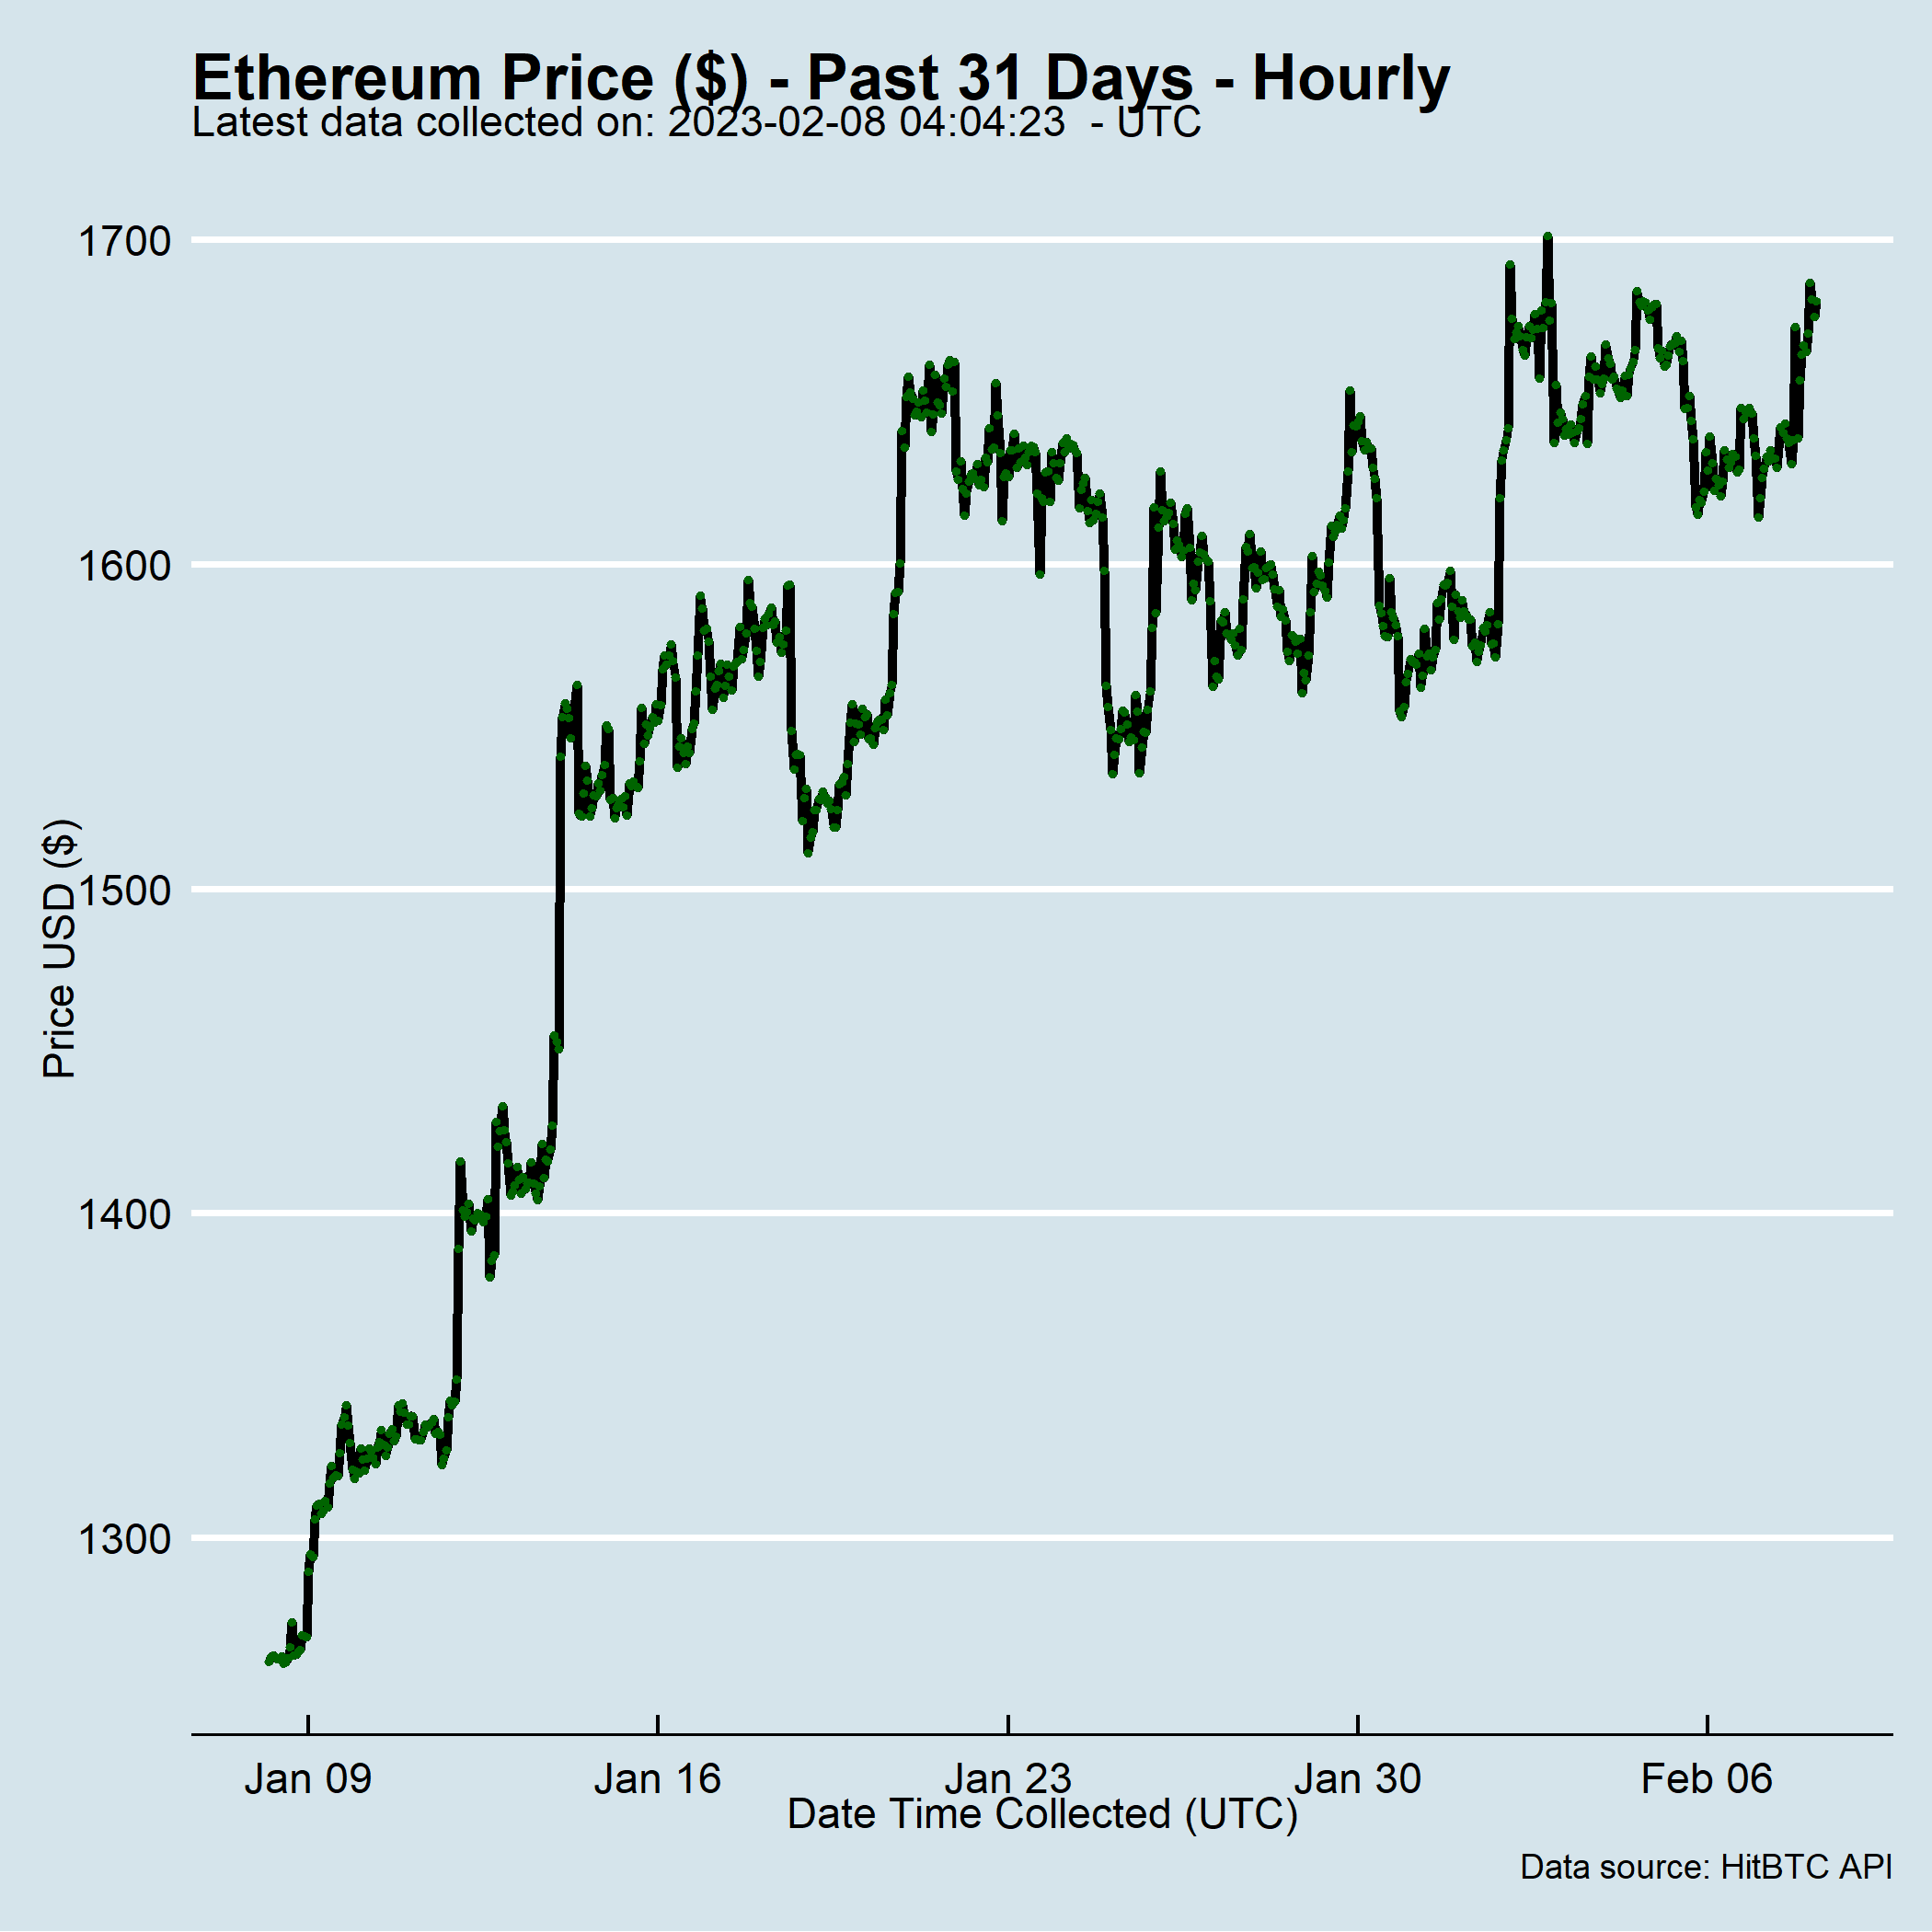 Ethereum Price ($) - Past 31 Days - Hourly
Latest data collected on: 2023-02-08 04:04:23  - UTC
1700
1600
1500
1400
1300
Price USD ($)
Jan 09
Jan 16
Jan 23
Jan 30
Feb 06
Date Time Collected (UTC)
Data source: HitBTC API